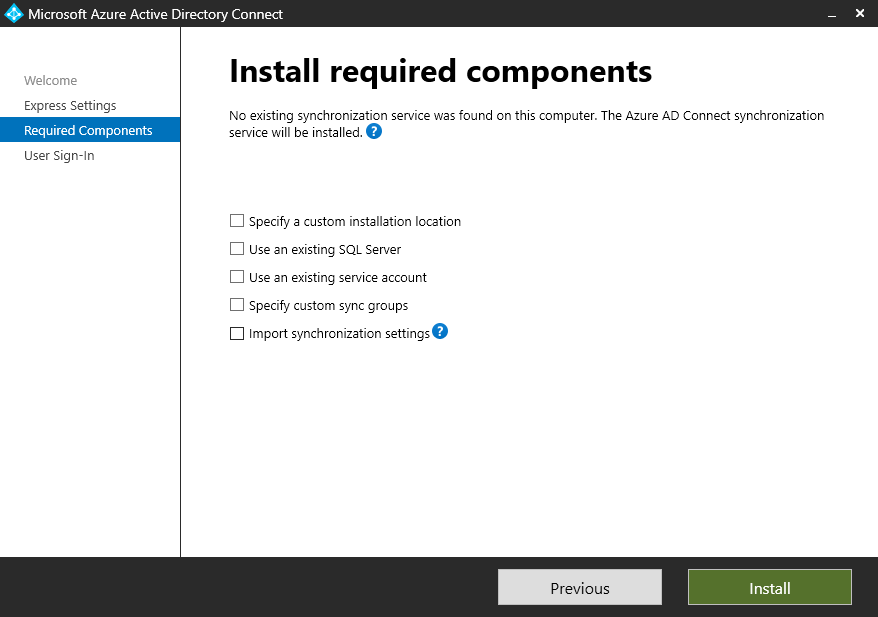 Microsoft Azure Active Directory Connect
Welcome
Express Settings
Required Components
User Sign-In
Install required components
No existing synchronization service was found on this computer. The Azure AD Connect synchronization
service will be installed. ?
Specify a custom installation location
Use an existing SQL Server
Use an existing service account
Specify custom sync groups
Import synchronization settings ?
Previous
Install